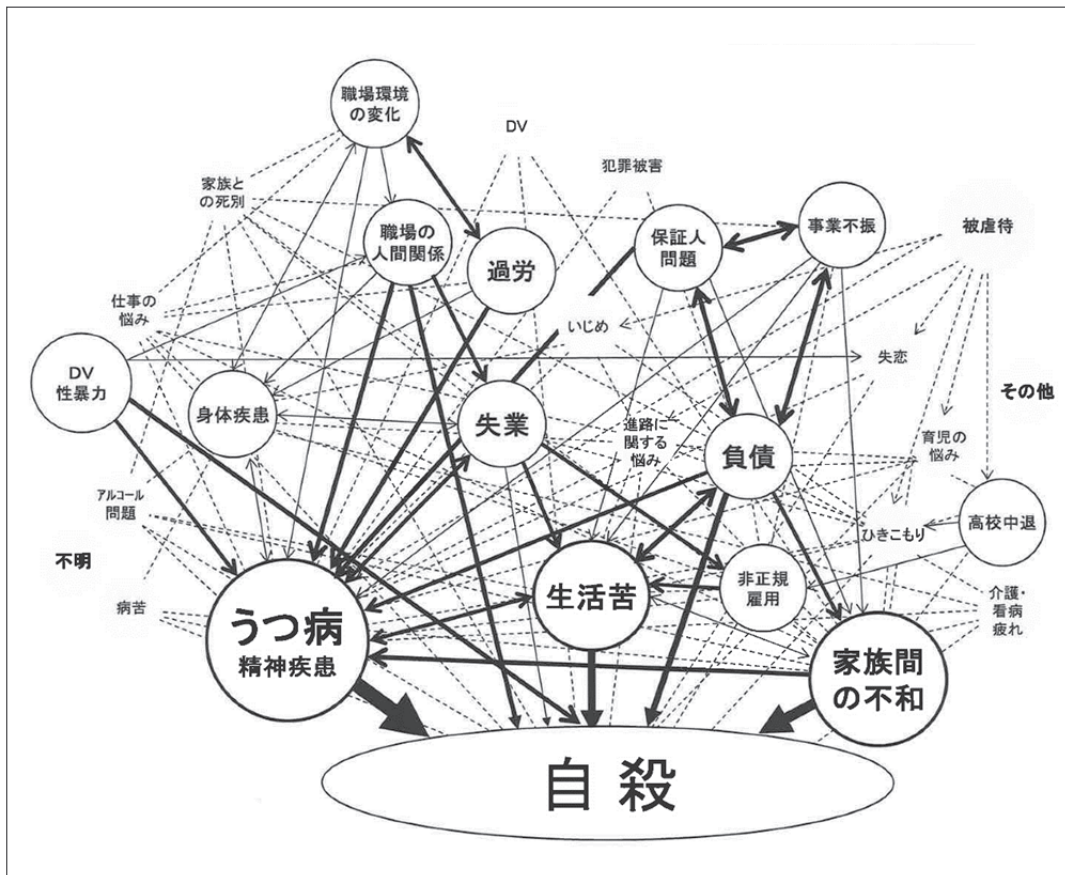 職場環境
の変化
DV
犯罪被害
家族と
の死別
職場の
人間関係
過労
保証人
問題
事業不振
被虐待
仕事の
悩み
いじめ
DV
性暴力
失恋
その他
身体疾患
失業
進路に
関する
悩み
負債
育児の
悩み
アルコール
問題
ひきこもり
高校中退
不明
病苦
うつ病
精神疾患
生活苦
非正規
雇用
介護・
看病
疲れ
家族間
の不和
自殺